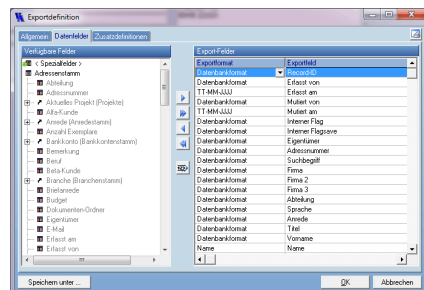 Exportdefinition
Allgemein Datenfelder Zusatzdefinitionen
Verfügbare Felder
< Spezialfelder >
Adressenstamm
Abteilung
Adressnummer
Aktuelles Projekt (Projekte)
Alfa-Kunde
Anrede (Anredestamm)
Anzahl Exemplare
Bankkonto (Bankkontenstamm)
Bemerkung
Beruf
Beta-Kunde
Branche (Branchenstamm)
Briefanrede
Budget
Dokumenten-Ordner
Eigentümer
E-Mail
Erfasst am
Erfasst von
Export-Felder
Exportformat Exportfeld
Datenbankformat Record-ID
Datenbankformat Erfasst von
TT-MM-JJJJ Erfasst am
Datenbankformat Mutiert von
TT-MM-JJJJ Mutiert am
Datenbankformat Interner Flag
Datenbankformat Interner Flagsave
Datenbankformat Eigentümer
Datenbankformat Adressnummer
Datenbankformat Suchbegriff
Datenbankformat Firma
Datenbankformat Firma 2
Datenbankformat Firma 3
Datenbankformat Abteilung
Datenbankformat Sprache
Datenbankformat Anrede
Datenbankformat Titel
Datenbankformat Vorname
Name Name
Speichern unter ...
OK Abbrechen